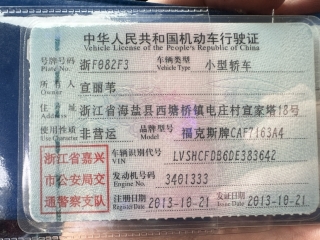 中华人民共和国机动车行驶证
Vehicle License of the People's Republic of China
号牌号码 浙F082F3 车辆类型 小型轿车
Plate No. Vehicle Type
所有人 宣丽苇
Owner
住址 浙江省海盐县西塘桥镇电庄村宣家塔18号
Address
使用性质 非营运 品牌型号 福克斯牌CAF7163A4
Use Character Model
浙江省嘉兴
市公安局交
通警察支队
车辆识别代号 LVSHCFDB6DE383642
VIN
发动机号码 3401333
Engine No.
注册日期 2013-10-21 发证日期 2013-10-21
Register Date Issue Date